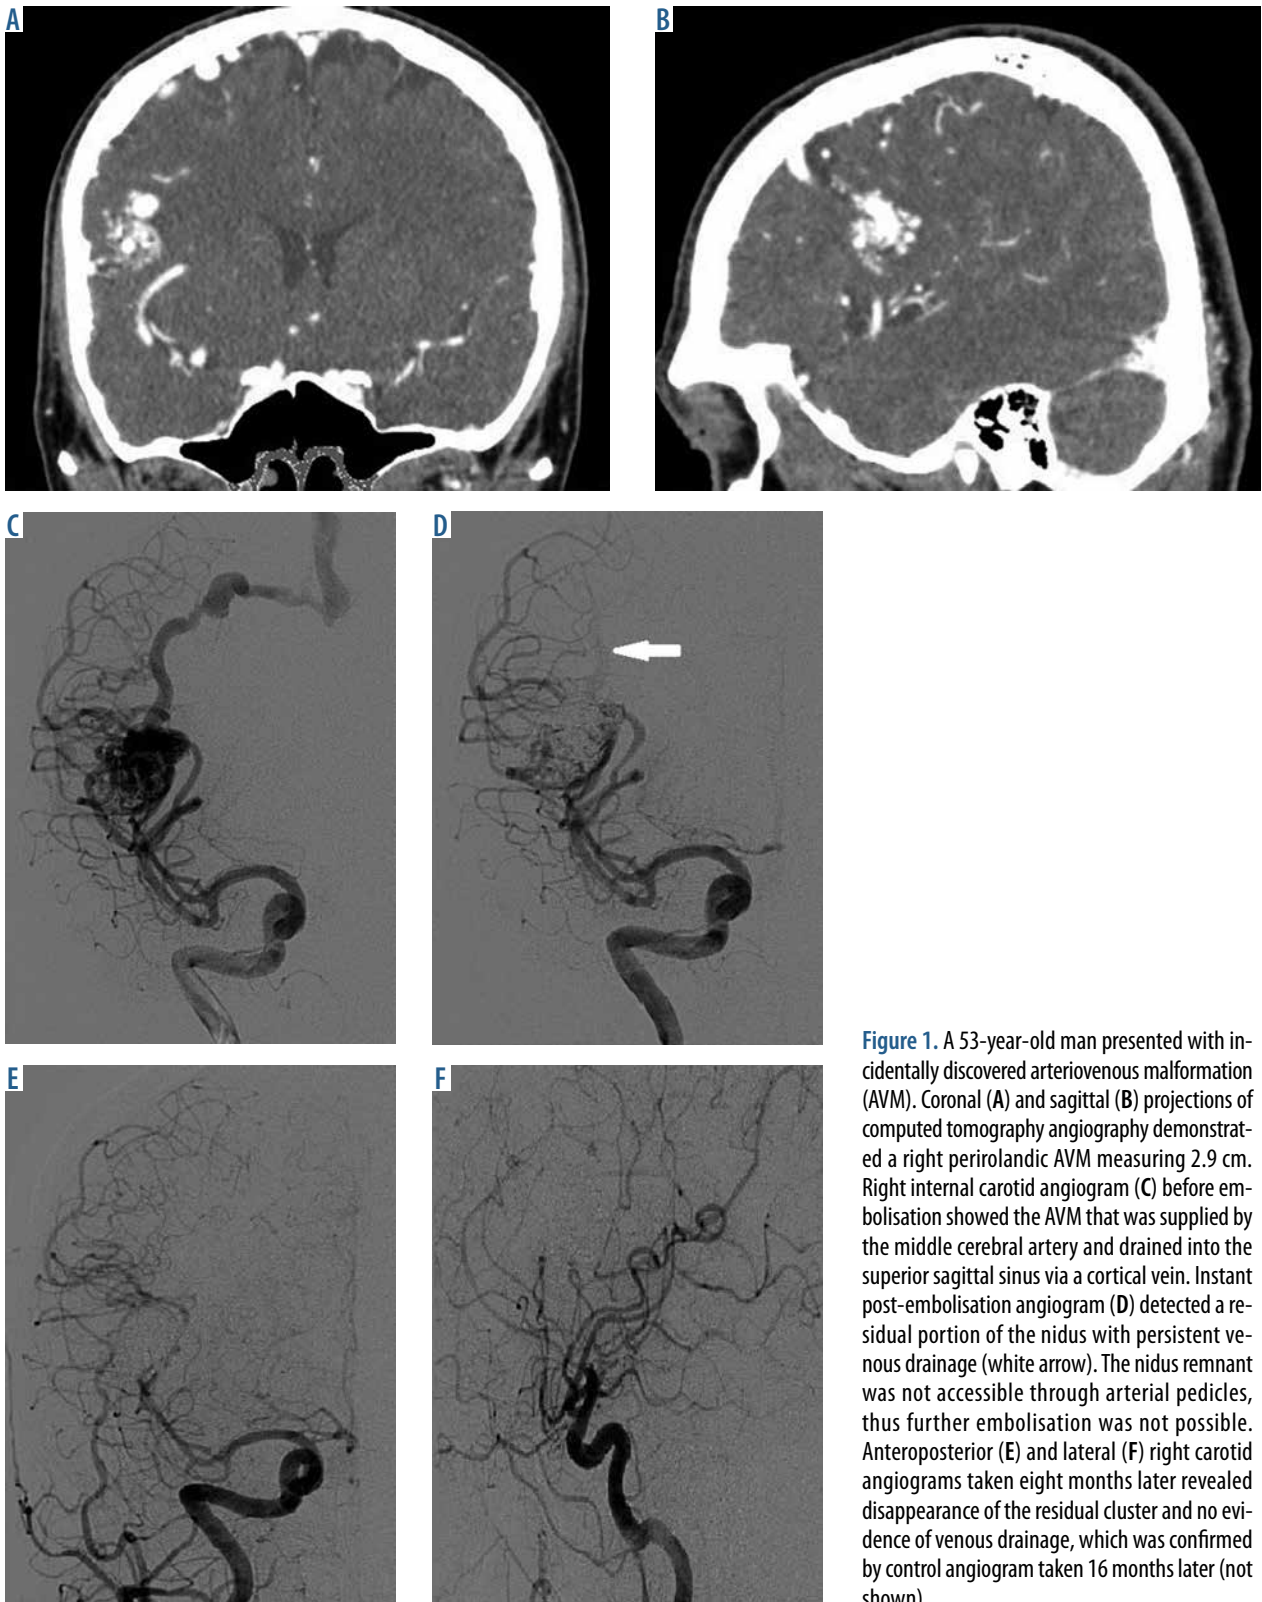 A
B
C
D
E
F
Figure 1. A 53-year-old man presented with in-
cidentally discovered arteriovenous malformation
(AVM). Coronal (A) and sagittal (B) projections of
computed tomography angiography demonstrat-
ed a right perirolandic AVM measuring 2.9 cm.
Right internal carotid angiogram (C) before em-
bolisation showed the AVM that was supplied by
the middle cerebral artery and drained into the
superior sagittal sinus via a cortical vein. Instant
post-embolisation angiogram (D) detected a re-
sidual portion of the nidus with persistent ve-
nous drainage (white arrow). The nidus remnant
was not accessible through arterial pedicles,
thus further embolisation was not possible.
Anteroposterior (E) and lateral (F) right carotid
angiograms taken eight months later revealed
disappearance of the residual cluster and no evi-
dence of venous drainage, which was confirmed
by control angiogram taken 16 months later (not
shown)